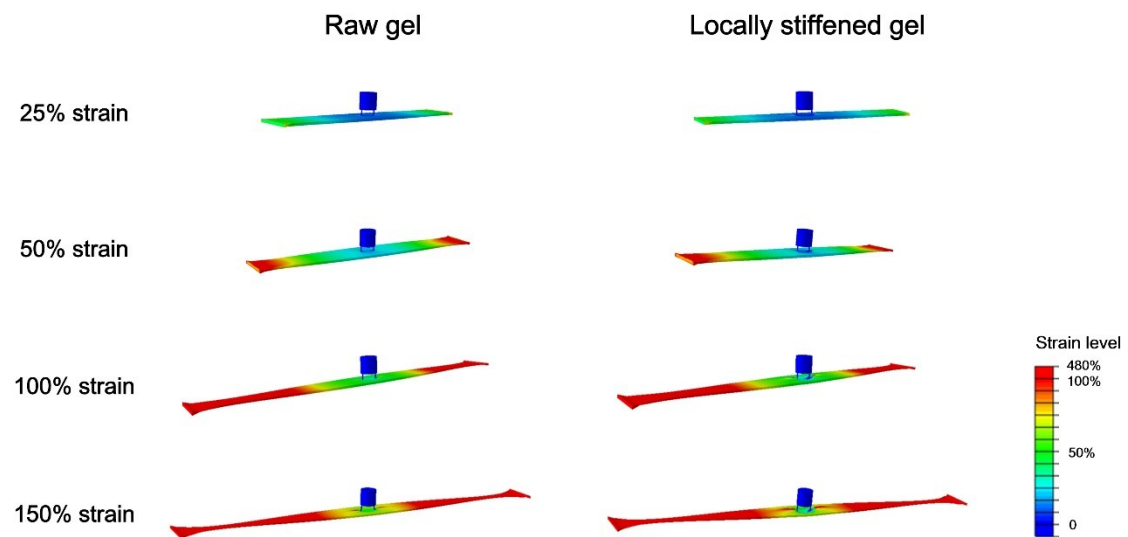 Raw gel
Locally stiffened gel
25% strain
50% strain
100% strain
150% strain
Strain level
480%
100%
50%
0